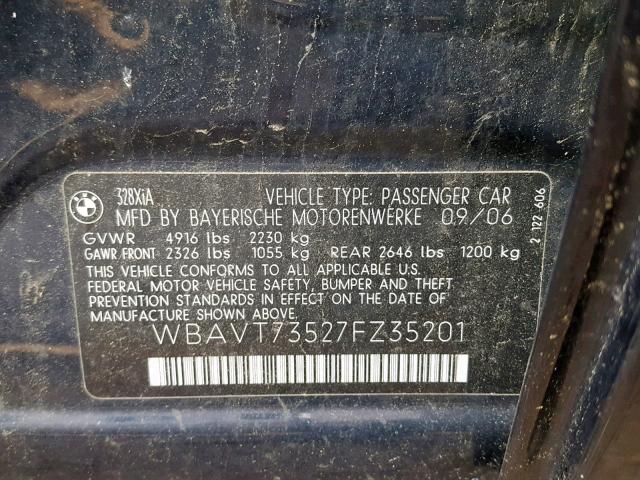 BMW
328XiA VEHICLE TYPE: PASSENGER CAR
MFD BY BAYERISCHE MOTORENWERKE 09/06
GVWR 4916 lbs 2230 kg
GAWR FRONT 2326 lbs 1055 kg REAR 2646 lbs 1200 kg
THIS VEHICLE CONFORMS TO ALL APPLICABLE U.S.
FEDERAL MOTOR VEHICLE SAFETY, BUMPER AND THEFT
PREVENTION STANDARDS IN EFFECT ON THE DATE OF
MANUFACTURE SHOWN ABOVE.
WBAVT73527FZ35201
2 122 606